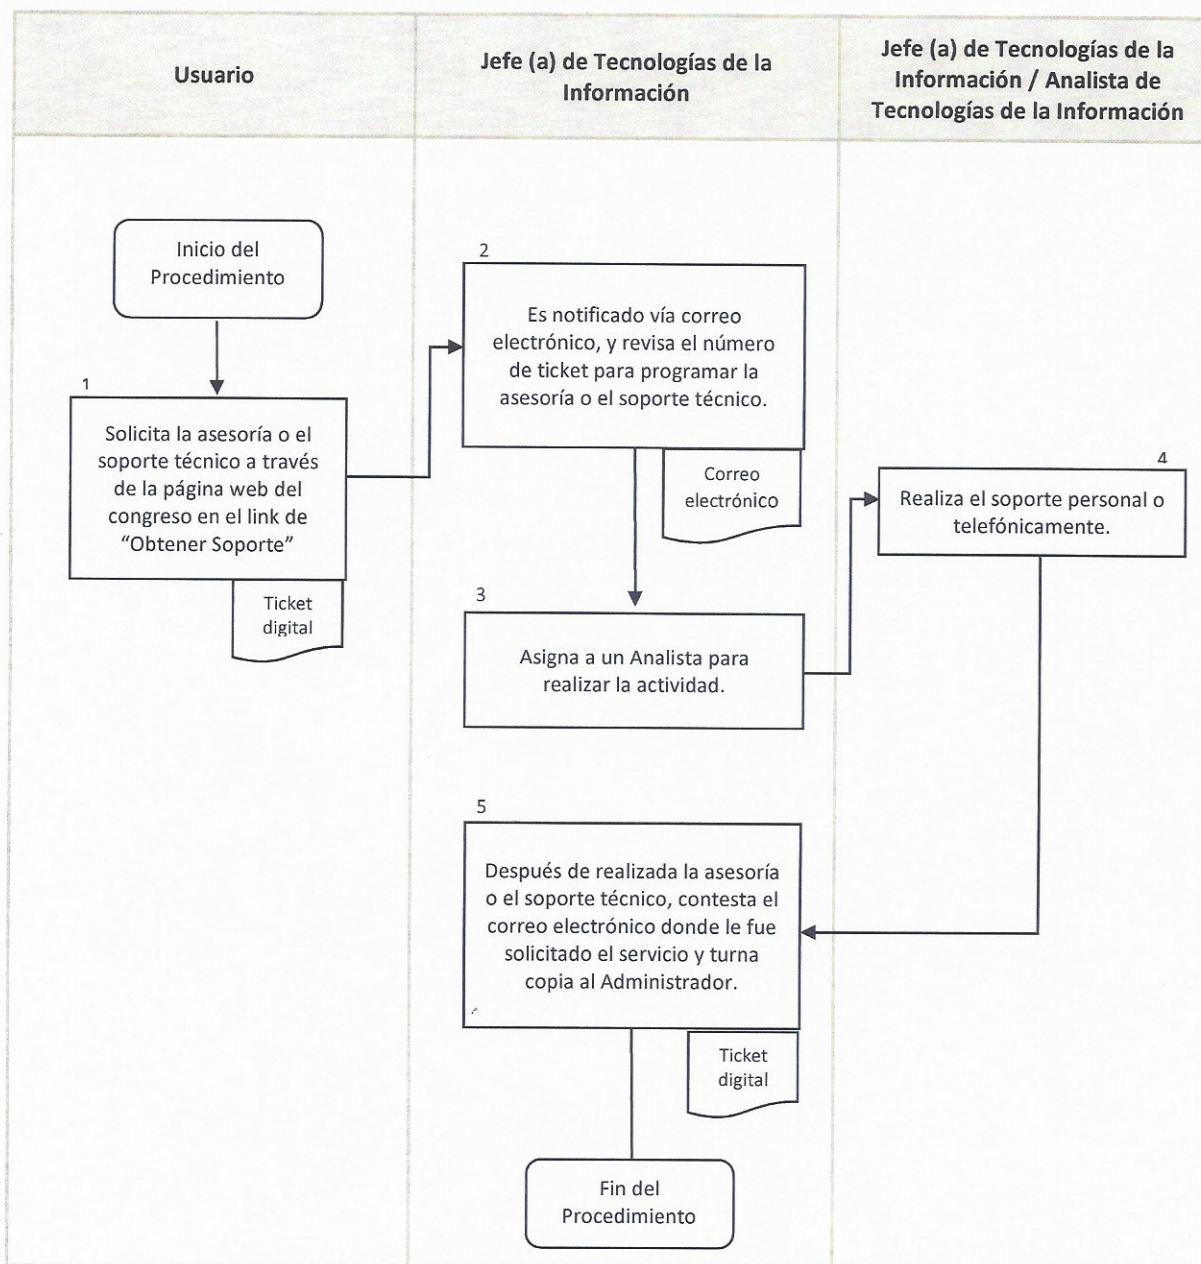 Usuario
Jefe (a) de Tecnologías de la
Información
Jefe (a) de Tecnologías de la
Información / Analista de
Tecnologías de la Información
Inicio del
Procedimiento
1
Solicita la asesoría o el
soporte técnico a través
de la página web del
congreso en el link de
“Obtener Soporte”
Ticket
digital
2
Es notificado vía correo
electrónico, y revisa el número
de ticket para programar la
asesoría o el soporte técnico.
Correo
electrónico
3
Asigna a un Analista para
realizar la actividad.
4
Realiza el soporte personal o
telefónicamente.
5
Después de realizada la asesoría
o el soporte técnico, contesta el
correo electrónico donde le fue
solicitado el servicio y turna
copia al Administrador.
Ticket
digital
Fin del
Procedimiento